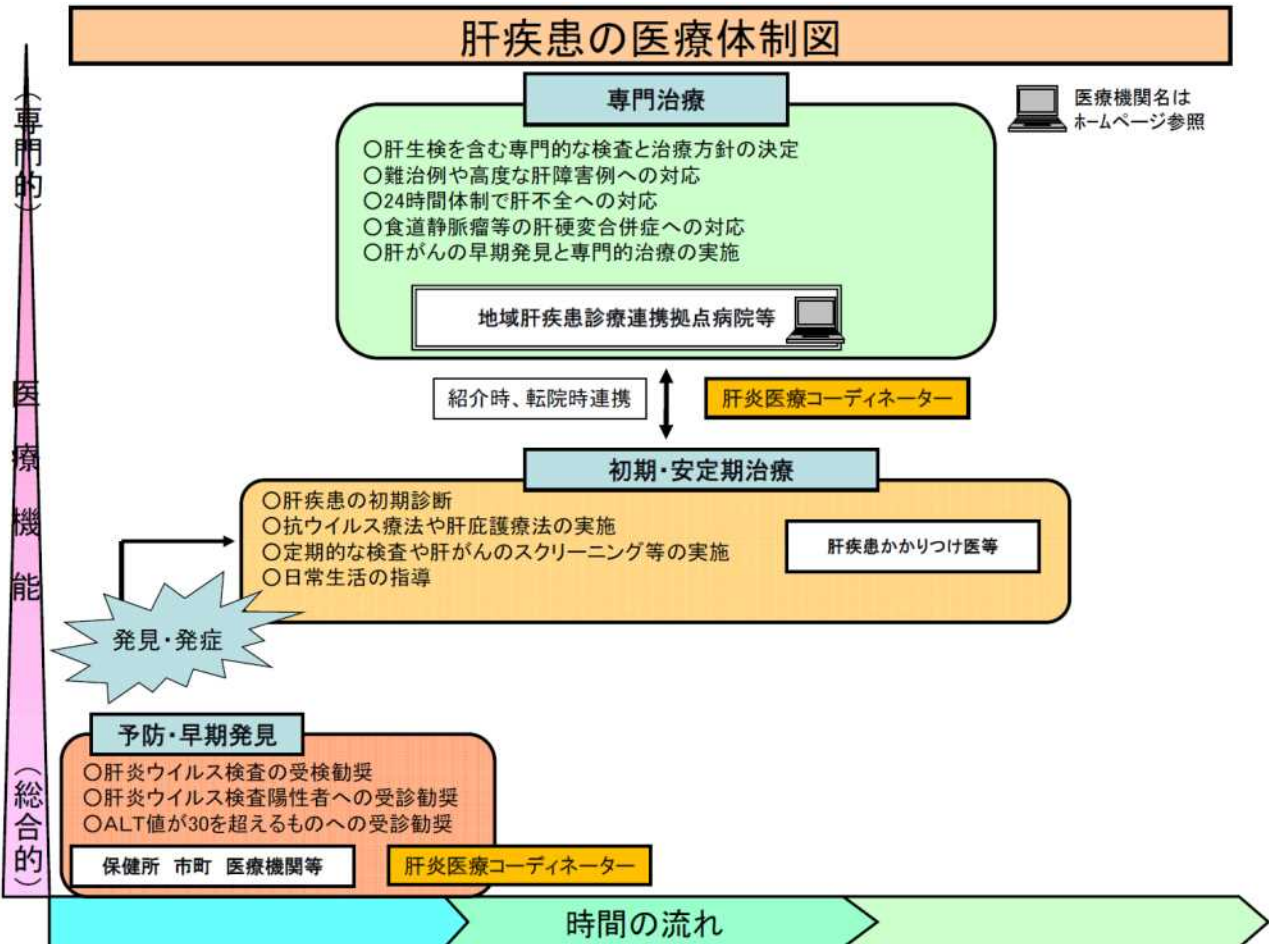 肝疾患の医療体制図
専門治療
医療機関名は
ホームページ参照
(専門的)
〇肝生検を含む専門的な検査と治療方針の決定
〇難治例や高度な肝障害例への対応
〇24時間体制で肝不全への対応
〇食道静脈瘤等の肝硬変合併症への対応
〇肝がんの早期発見と専門的治療の実施
地域肝疾患診療連携拠点病院等
紹介時、転院時連携
肝炎医療コーディネーター
医療機能
初期・安定期治療
〇肝疾患の初期診断
〇抗ウイルス療法や肝庇護療法の実施
〇定期的な検査や肝がんのスクリーニング等の実施
〇日常生活の指導
肝疾患かかりつけ医等
発見・発症
予防・早期発見
〇肝炎ウイルス検査の受検勧奨
〇肝炎ウイルス検査陽性者への受診勧奨
〇ALT値が30を超えるものへの受診勧奨
保健所 市町 医療機関等
肝炎医療コーディネーター
(総合的)
時間の流れ